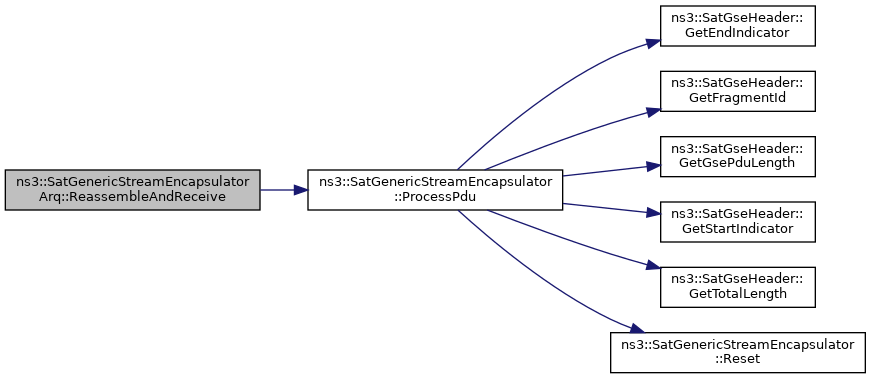 ns3::SatGenericStreamEncapsulator
Arq::ReassembleAndReceive
ns3::SatGenericStreamEncapsulator
::ProcessPdu
ns3::SatGseHeader::
GetEndIndicator
ns3::SatGseHeader::
GetFragmentId
ns3::SatGseHeader::
GetGsePduLength
ns3::SatGseHeader::
GetStartIndicator
ns3::SatGseHeader::
GetTotalLength
ns3::SatGenericStreamEncapsulator
::Reset